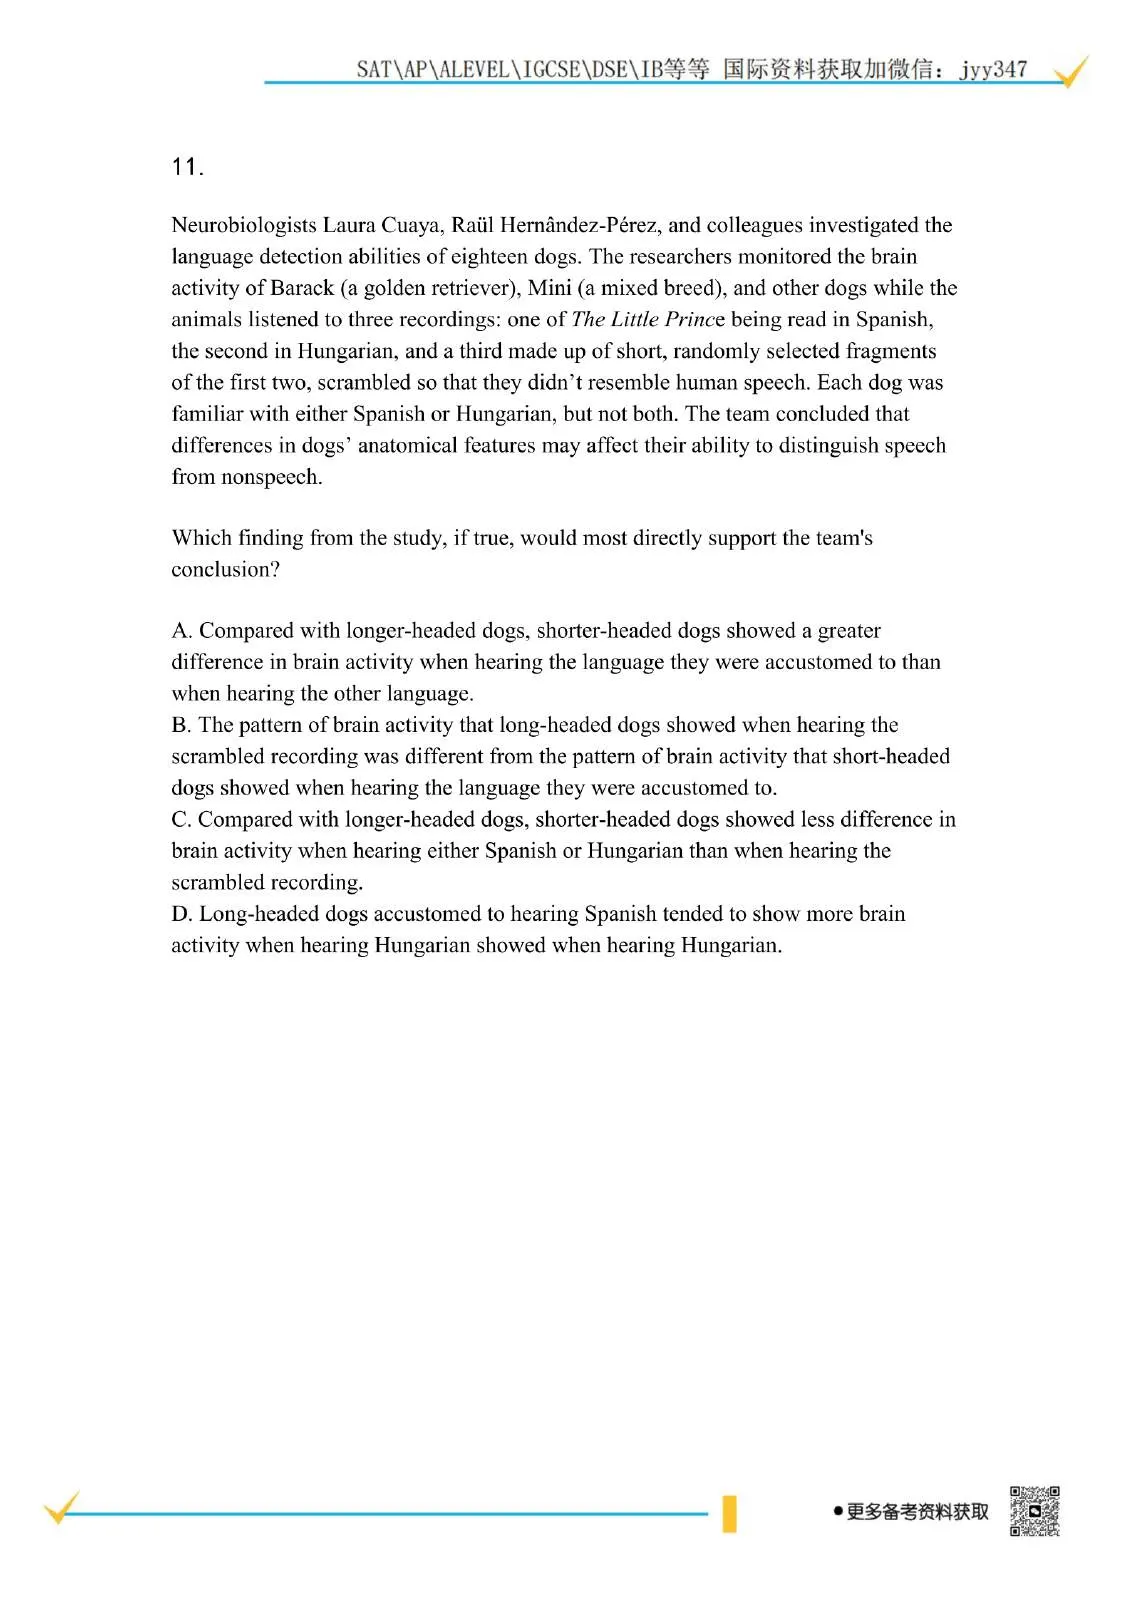 SAT\AP\ALEVEL\IGCSE\DSE\IB等等 国际资料获取加微信：jyy347
11.
Neurobiologists Laura Cuaya, Raül Hernândez-Pérez, and colleagues investigated the
language detection abilities of eighteen dogs. The researchers monitored the brain
activity of Barack (a golden retriever), Mini (a mixed breed), and other dogs while the
animals listened to three recordings: one of The Little Prince being read in Spanish,
the second in Hungarian, and a third made up of short, randomly selected fragments
of the first two, scrambled so that they didn’t resemble human speech. Each dog was
familiar with either Spanish or Hungarian, but not both. The team concluded that
differences in dogs’ anatomical features may affect their ability to distinguish speech
from nonspeech.
Which finding from the study, if true, would most directly support the team's
conclusion?
A. Compared with longer-headed dogs, shorter-headed dogs showed a greater
difference in brain activity when hearing the language they were accustomed to than
when hearing the other language.
B. The pattern of brain activity that long-headed dogs showed when hearing the
scrambled recording was different from the pattern of brain activity that short-headed
dogs showed when hearing the language they were accustomed to.
C. Compared with longer-headed dogs, shorter-headed dogs showed less difference in
brain activity when hearing either Spanish or Hungarian than when hearing the
scrambled recording.
D. Long-headed dogs accustomed to hearing Spanish tended to show more brain
activity when hearing Hungarian showed when hearing Hungarian.
●更多备考资料获取